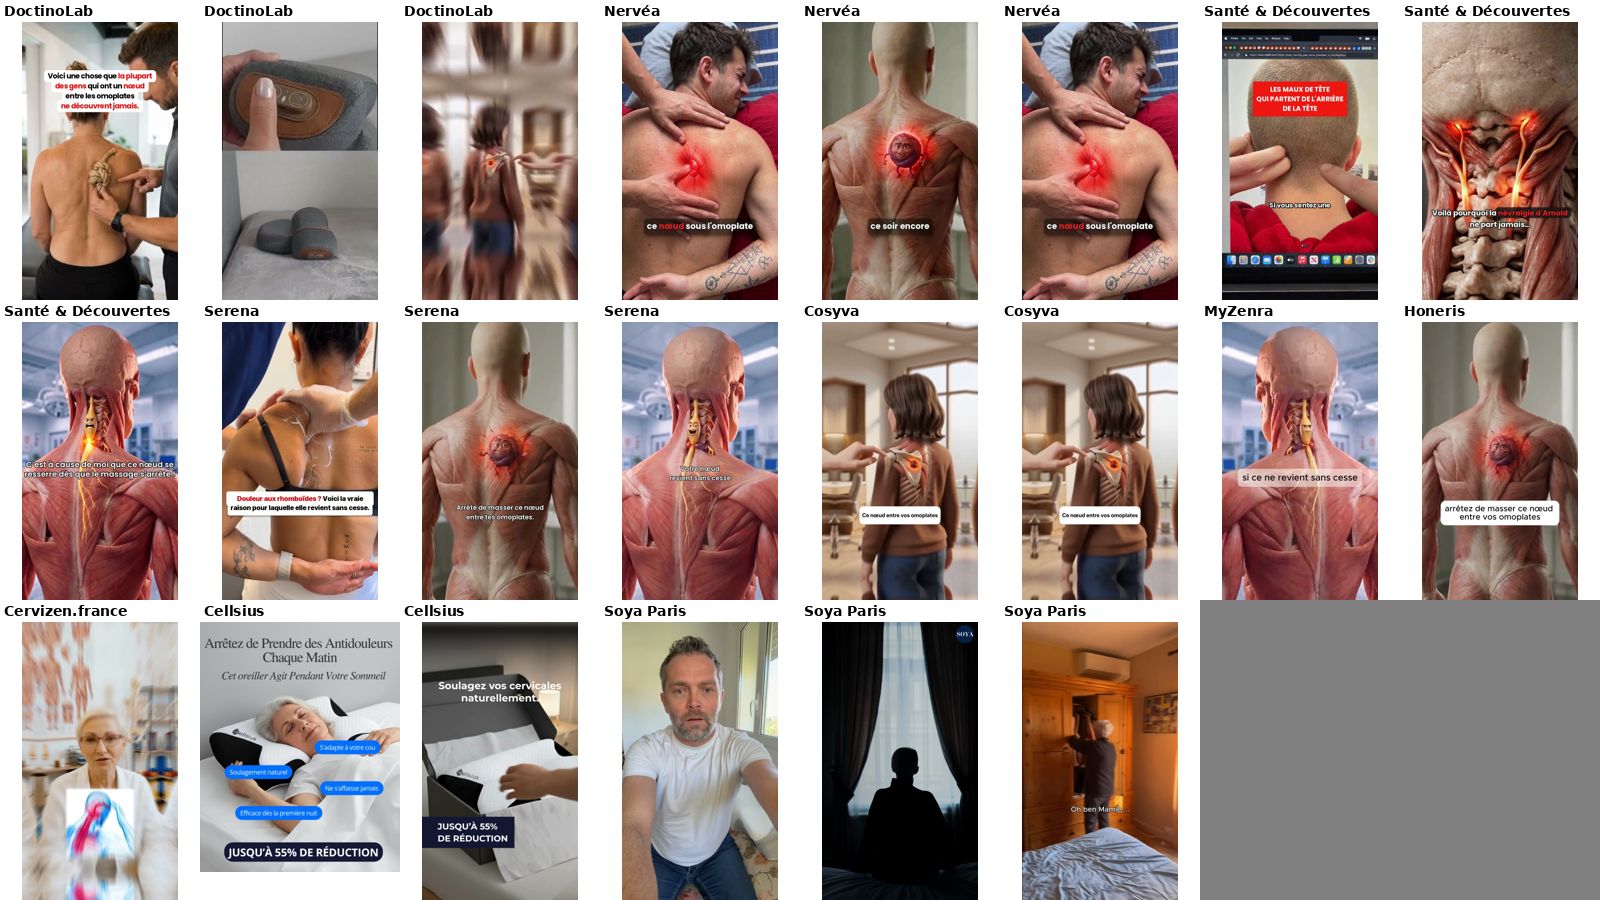 DoctinoLab
DoctinoLab
DoctinoLab
Nervéa
Nervéa
Nervéa
Santé & Découvertes
Santé & Découvertes
Voici une chose que la plupart
des gens qui ont un nœud
entre les omoplates
ne découvrent jamais.
ce nœud sous l'omoplate
ce soir encore
ce nœud sous l'omoplate
LES MAUX DE TÊTE
QUI PARTENT DE L'ARRIÈRE
DE LA TÊTE
Si vous sentez une
Voilà pourquoi la névralgie d'Arnold
ne part jamais...
Santé & Découvertes
Serena
Serena
Serena
Cosyva
Cosyva
MyZenra
Honeris
C'est à cause de moi que ce nœud se
resserre dès que le massage s'arrête.
Douleur aux rhomboïdes ? Voici la vraie
raison pour laquelle elle revient sans cesse.
Arrête de masser ce nœud
entre tes omoplates.
Votre nœud
revient sans cesse
Ce nœud entre vos omoplates
Ce nœud entre vos omoplates
si ce ne revient sans cesse
arrêtez de masser ce nœud
entre vos omoplates
Cervizen.france
Cellsius
Cellsius
Soya Paris
Soya Paris
Soya Paris
Arrêtez de Prendre des Antidouleurs
Chaque Matin
Cet oreiller Agit Pendant Votre Sommeil
S'adapte à votre cou
Soulagement naturel
Ne s'affaisse jamais
Efficace dès la première nuit
JUSQU'À 55% DE RÉDUCTION
Soulagez vos cervicales
naturellement.
JUSQU'À 55%
DE RÉDUCTION
SOYA
Oh ben Mamie...